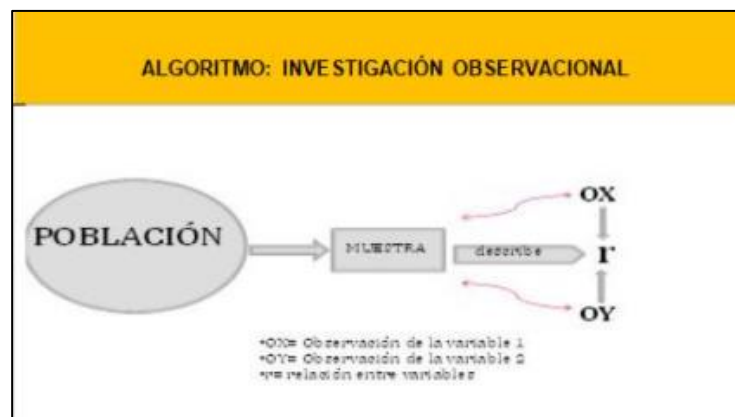 ALGORITMO: INVESTIGACIÓN OBSERVACIONAL
OX
POBLACIÓN
MUESTRA
describe
r
OY
*OX= Observación de la variable 1
*OY= Observación de la variable 2
*r= relación entre variables